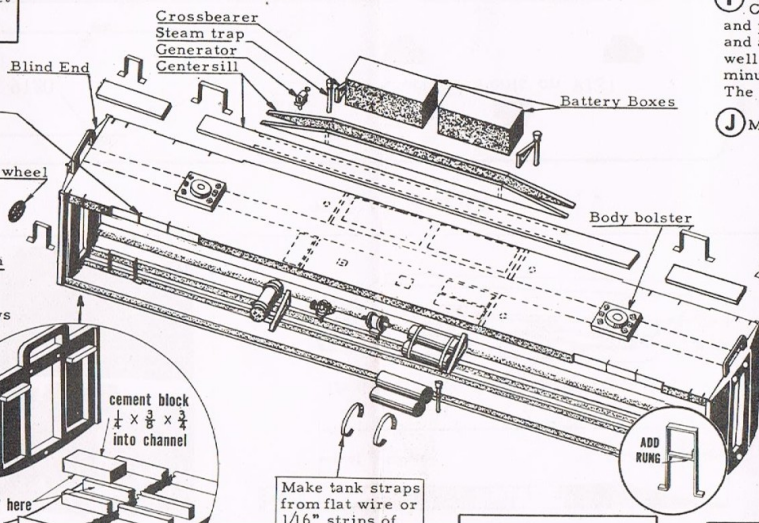 Crossbearer
Steam trap
Generator
Centersill
Blind End
Battery Boxes
wheel
Body bolster
cement block
1/4 x 3/8 x 3/4
into channel
here
ADD
RUNG
Make tank straps
from flat wire or
1/16" strips of
and
and
well
minu
The
J M